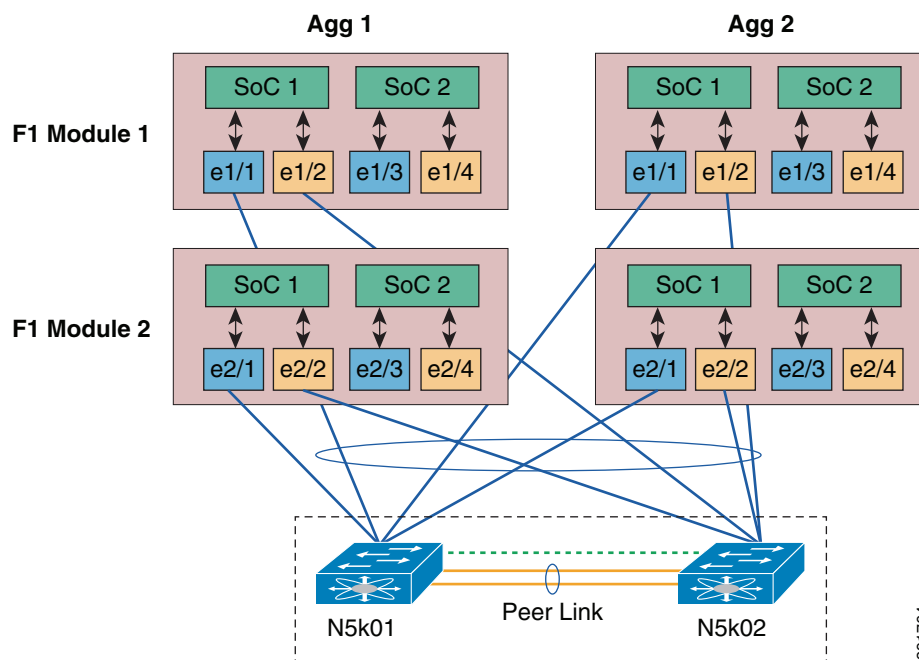 Agg 1
Agg 2
F1 Module 1
SoC 1
SoC 2
e1/1
e1/2
e1/3
e1/4
SoC 1
SoC 2
e1/1
e1/2
e1/3
e1/4
F1 Module 2
SoC 1
SoC 2
e2/1
e2/2
e2/3
e2/4
SoC 1
SoC 2
e2/1
e2/2
e2/3
e2/4
Peer Link
N5k01
N5k02